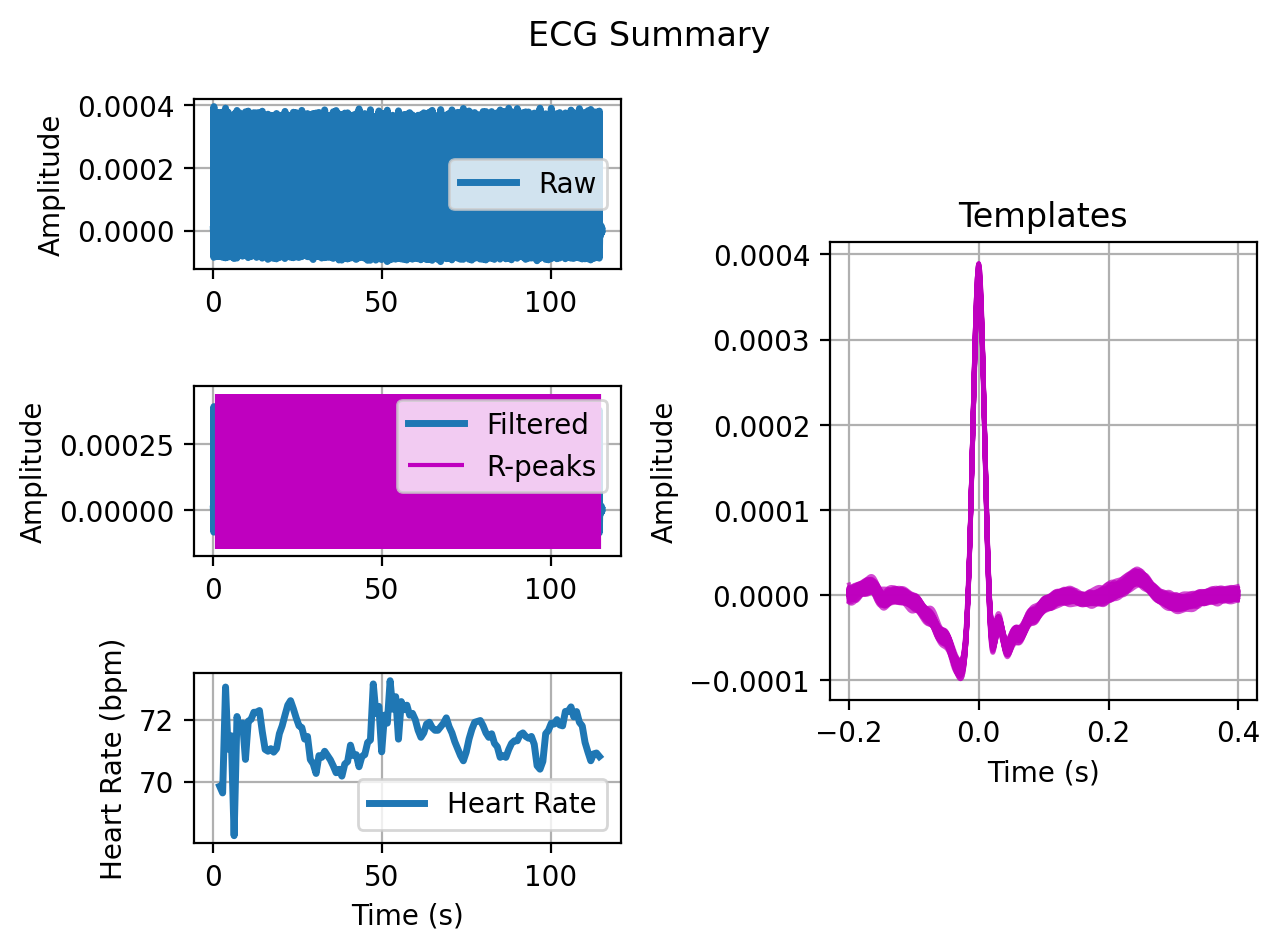 ECG Summary
Amplitude
0.0004
0.0002
0.0000
Raw
0
50
100
Amplitude
0.00025
0.00000
Filtered
R-peaks
0
50
100
Heart Rate (bpm)
72
70
Heart Rate
0
50
100
Time (s)
Templates
Amplitude
0.0004
0.0003
0.0002
0.0001
0.0000
−0.0001
−0.2
0.0
0.2
0.4
Time (s)